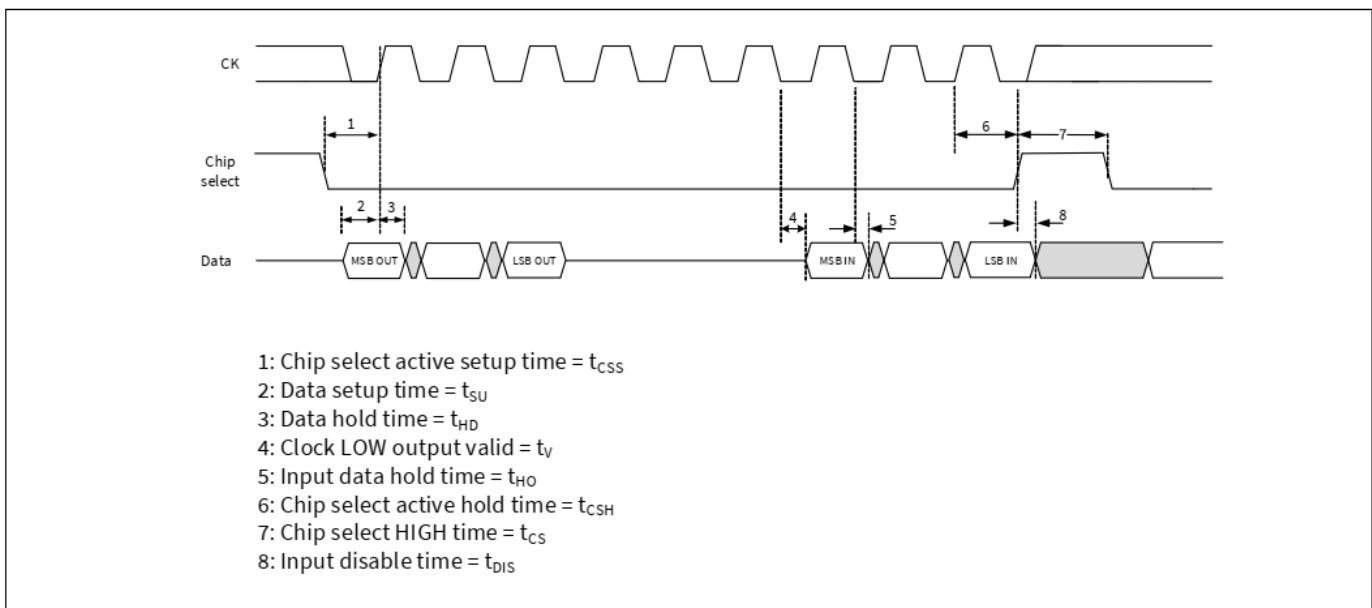 CK
1
6
7
Chip
select
2
3
4
5
8
Data
MSB OUT
LSB OUT
MSB IN
LSB IN
1: Chip select active setup time = tCSS
2: Data setup time = tSU
3: Data hold time = tHD
4: Clock LOW output valid = tV
5: Input data hold time = tHO
6: Chip select active hold time = tCSH
7: Chip select HIGH time = tCS
8: Input disable time = tDIS